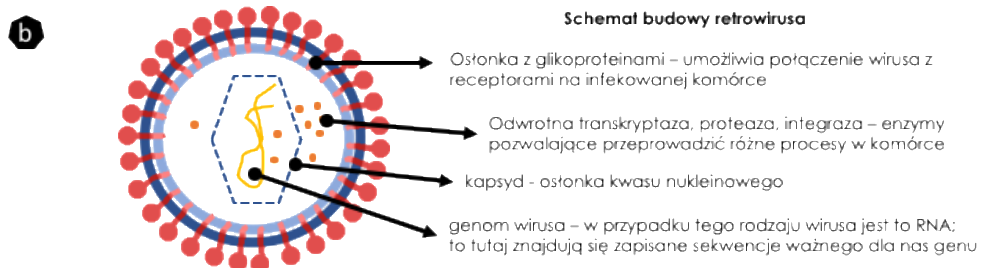 b
Schemat budowy retrowirusa
Osłonka z glikoproteinami – umożliwia połączenie wirusa z
receptorami na infekowanej komórce
Odwrotna transkryptaza, proteaza, integraza – enzymy
pozwalające przeprowadzić różne procesy w komórce
kapsyd - osłonka kwasu nukleinowego
genom wirusa – w przypadku tego rodzaju wirusa jest to RNA;
to tutaj znajdują się zapisane sekwencje ważnego dla nas genu